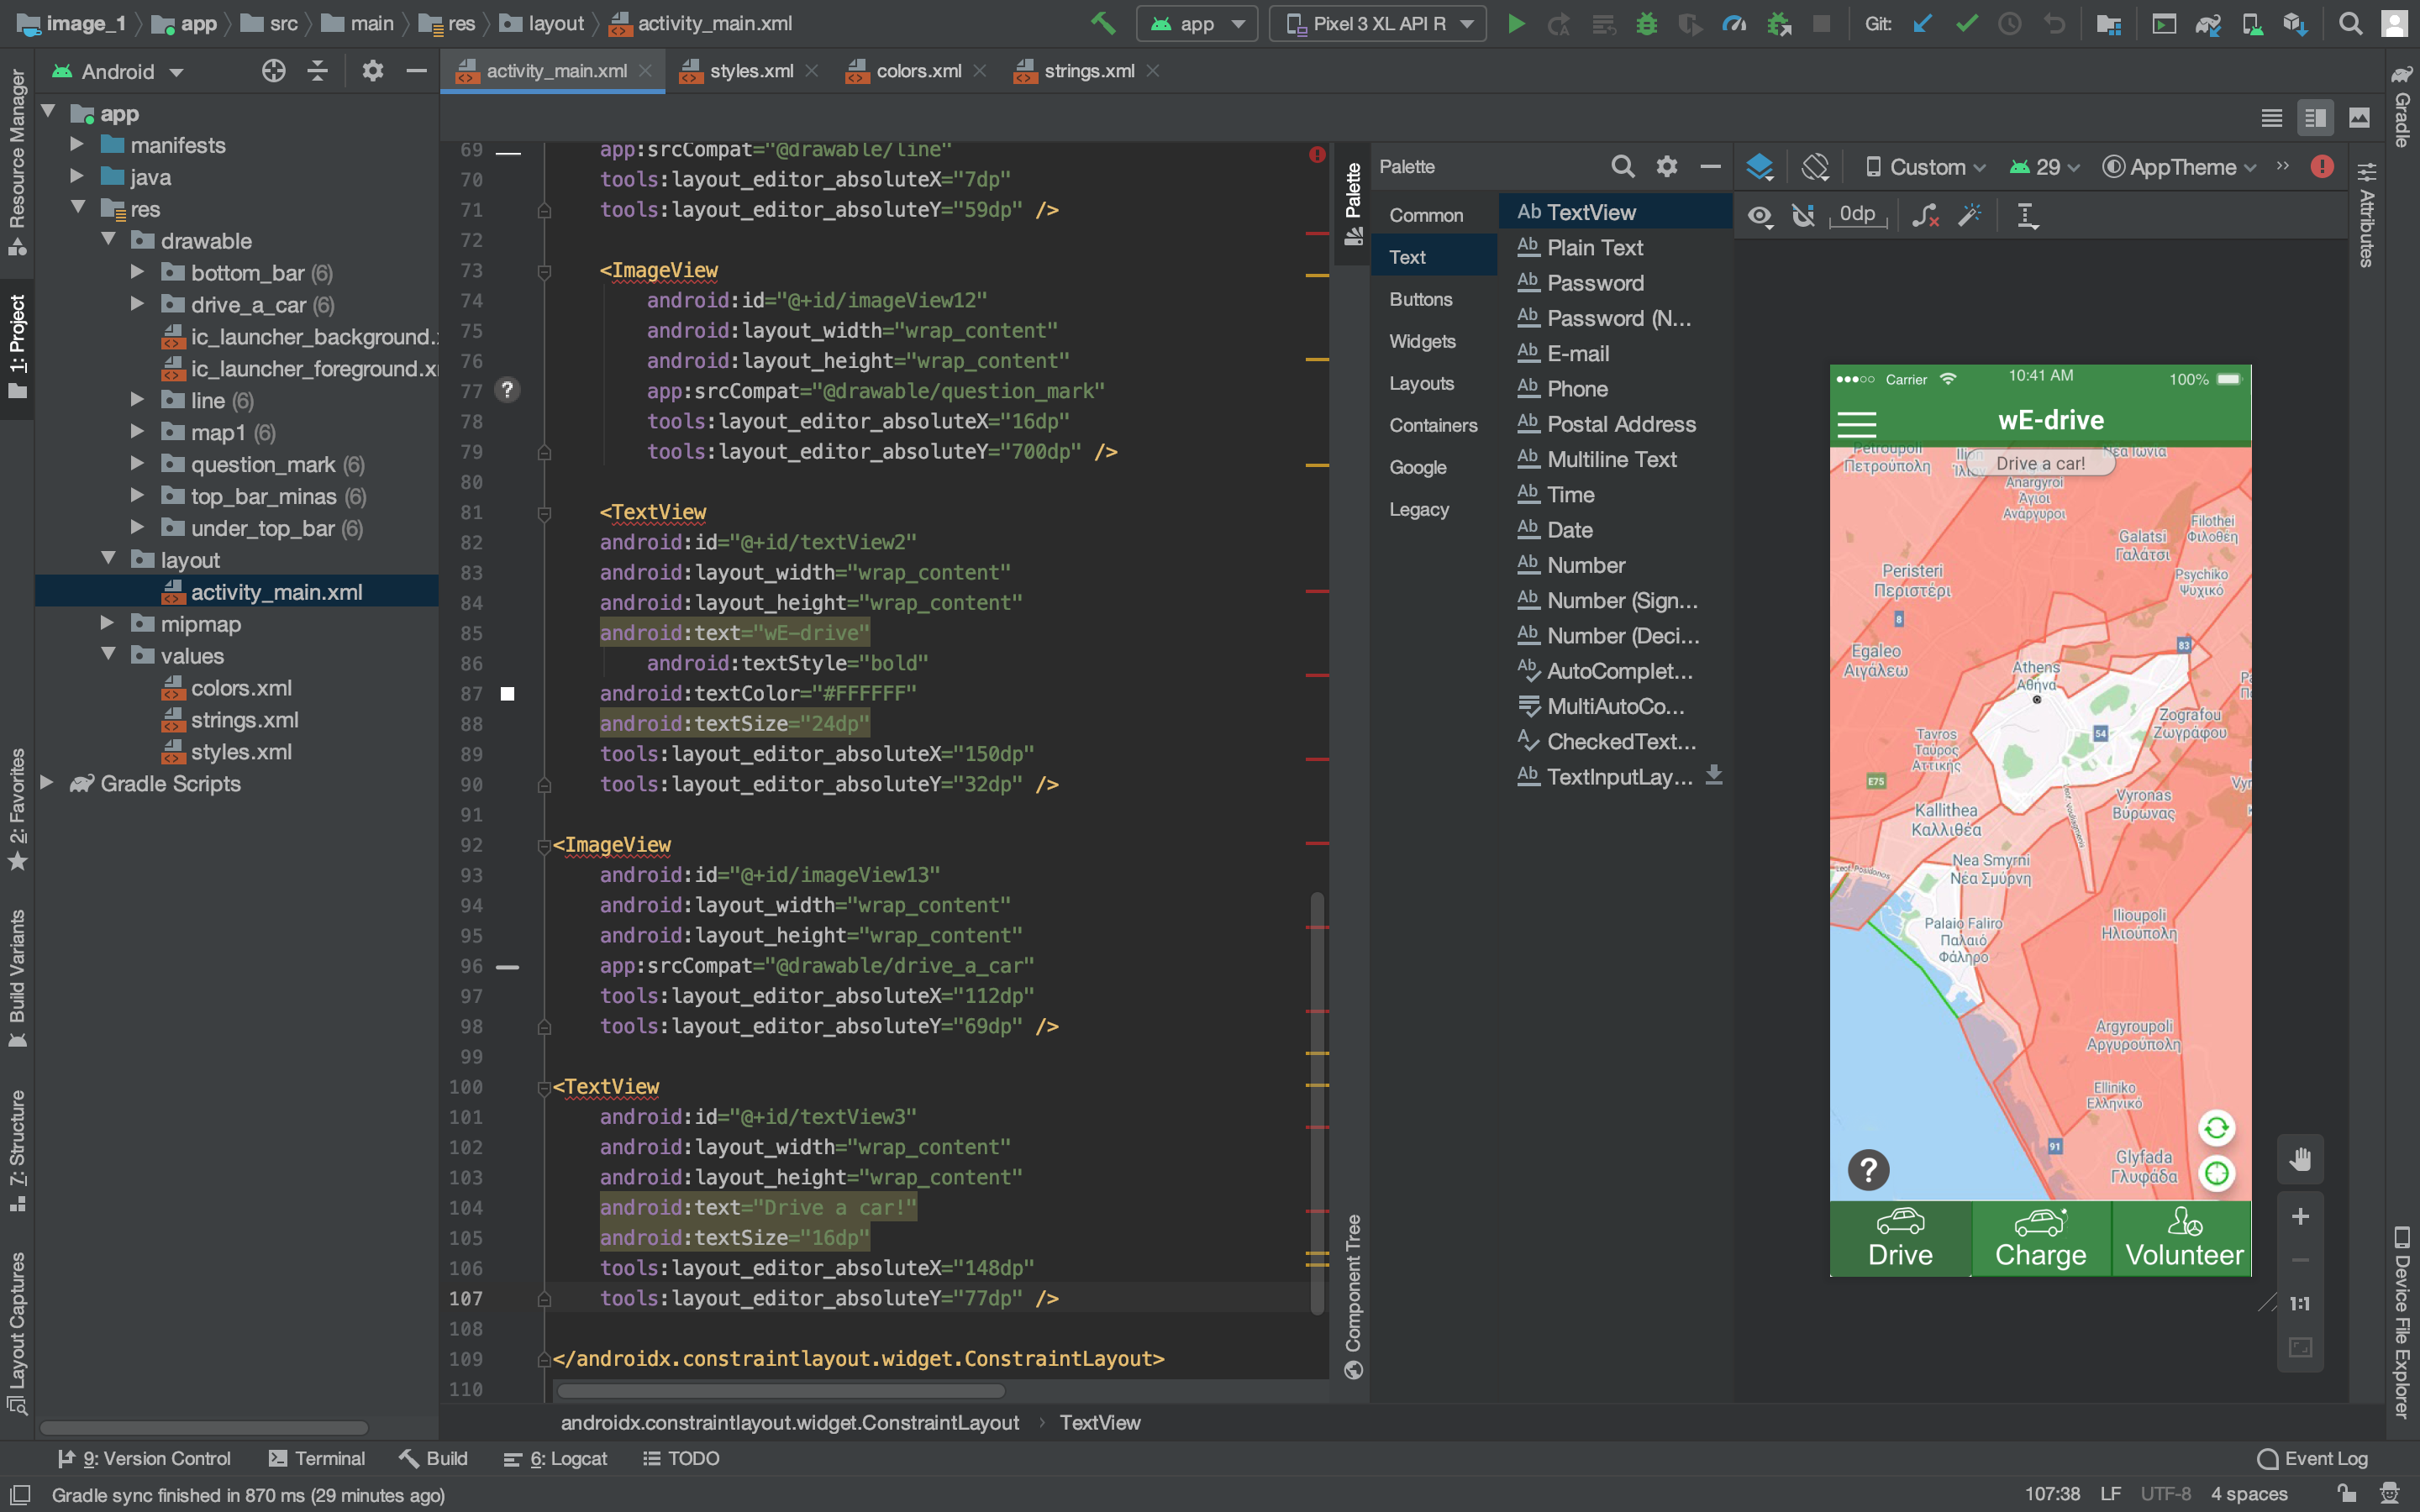 image_1 app src main res layout activity_main.xml
app Pixel 3 XL API R Git:
Android
activity_main.xml styles.xml colors.xml strings.xml
Resource Manager
1: Project
2: Favorites
Build Variants
7: Structure
Layout Captures
app
manifests
java
res
drawable
bottom_bar (6)
drive_a_car (6)
ic_launcher_background.
ic_launcher_foreground.x
line (6)
map1 (6)
question_mark (6)
top_bar_minas (6)
under_top_bar (6)
layout
activity_main.xml
mipmap
values
colors.xml
strings.xml
styles.xml
Gradle Scripts
69 app:srcCompat="@drawable/line"
70 tools:layout_editor_absoluteX="7dp"
71 tools:layout_editor_absoluteY="59dp" />
72
73 <ImageView
74 android:id="@+id/imageView12"
75 android:layout_width="wrap_content"
76 android:layout_height="wrap_content"
77 ? app:srcCompat="@drawable/question_mark"
78 tools:layout_editor_absoluteX="16dp"
79 tools:layout_editor_absoluteY="700dp" />
80
81 <TextView
82 android:id="@+id/textView2"
83 android:layout_width="wrap_content"
84 android:layout_height="wrap_content"
85 android:text="wE-drive"
86 android:textStyle="bold"
87 android:textColor="#FFFFFF"
88 android:textSize="24dp"
89 tools:layout_editor_absoluteX="150dp"
90 tools:layout_editor_absoluteY="32dp" />
91
92 <ImageView
93 android:id="@+id/imageView13"
94 android:layout_width="wrap_content"
95 android:layout_height="wrap_content"
96 app:srcCompat="@drawable/drive_a_car"
97 tools:layout_editor_absoluteX="112dp"
98 tools:layout_editor_absoluteY="69dp" />
99
100 <TextView
101 android:id="@+id/textView3"
102 android:layout_width="wrap_content"
103 android:layout_height="wrap_content"
104 android:text="Drive a car!"
105 android:textSize="16dp"
106 tools:layout_editor_absoluteX="148dp"
107 tools:layout_editor_absoluteY="77dp" />
108
109 </androidx.constraintlayout.widget.ConstraintLayout>
110
androidx.constraintlayout.widget.ConstraintLayout › TextView
Palette
Component Tree
Palette
Common
Text
Buttons
Widgets
Layouts
Containers
Google
Legacy
Ab TextView
Ab Plain Text
Ab Password
Ab Password (N...
Ab E-mail
Ab Phone
Ab Postal Address
Ab Multiline Text
Ab Time
Ab Date
Ab Number
Ab Number (Sign...
Ab Number (Deci...
Ab AutoComplet...
MultiAutoCo...
A CheckedText...
Ab TextInputLay...
Custom 29 AppTheme »
0dp
Carrier 10:41 AM 100%
wE-drive
Petroupoli
Πετρούπολη
Drive a car!
Νέα Ιωνία
Anargyroi
Άγιοι
Ανάργυροι
Filothei
Φιλοθέη
Galatsi
Γαλάτσι
Psychiko
Ψυχικό
Peristeri
Περιστέρι
8
83
Egaleo
Αιγάλεω
Athens
Αθήνα
Zografou
Ζωγράφου
54
Tavros
Ταύρος
Αττικής
E75
Vyronas
Βύρωνας
Kallithea
Καλλιθέα
Leof. Vouliagmenis
Nea Smyrni
Νέα Σμύρνη
Leof. Posidonos
Ilioupoli
Ηλιούπολη
Palaio Faliro
Παλαιό
Φάληρο
Argyroupoli
Αργυρούπολη
Elliniko
Ελληνικό
91
Glyfada
Γλυφάδα
?
Drive Charge Volunteer
1:1
Gradle
Attributes
Device File Explorer
9: Version Control Terminal Build 6: Logcat TODO Event Log
Gradle sync finished in 870 ms (29 minutes ago) 107:38 LF UTF-8 4 spaces